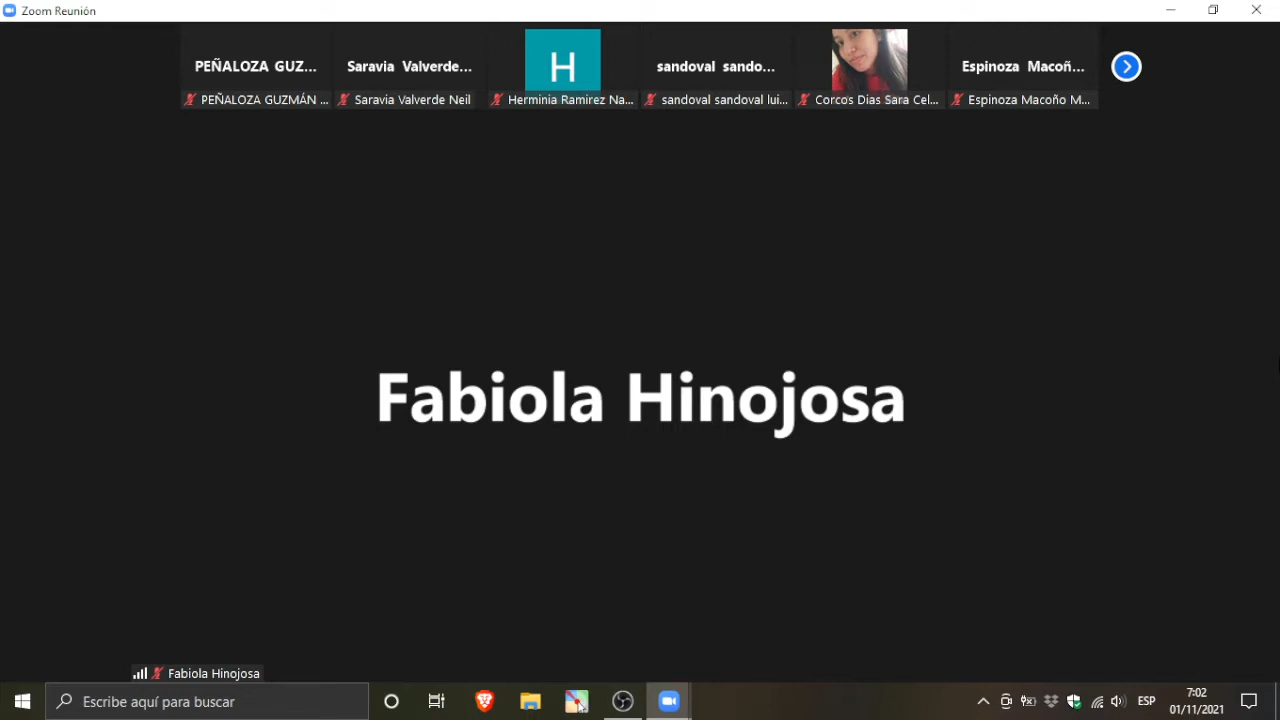 Zoom Reunión
PEÑALOZA GUZ...
Saravia Valverde...
H
sandoval sando...
Espinoza Macoñ...
PEÑALOZA GUZMÁN ...
Saravia Valverde Neil
Herminia Ramirez Na...
sandoval sandoval lui...
Corcos Dias Sara Cel...
Espinoza Macoño M...
Fabiola Hinojosa
Fabiola Hinojosa
Escribe aquí para buscar
ESP
7:02
01/11/2021